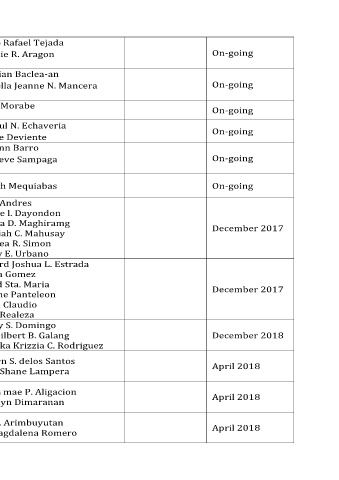 Rafael Tejada
ie R. Aragon
On-going
ian Baclea-an
lla Jeanne N. Mancera
On-going
Morabe
On-going
ul N. Echaveria
e Deviente
On-going
nn Barro
eve Sampaga
On-going
h Mequiabas
On-going
Andres
e I. Dayondon
a D. Maghiramg
iah C. Mahusay
ea R. Simon
y E. Urbano
December 2017
rd Joshua L. Estrada
a Gomez
d Sta. Maria
ne Panteleon
Claudio
Realeza
December 2017
y S. Domingo
ilbert B. Galang
ka Krizzia C. Rodriguez
December 2018
n S. delos Santos
Shane Lampera
April 2018
mae P. Aligacion
yn Dimaranan
April 2018
. Arimbuyutan
agdalena Romero
April 2018